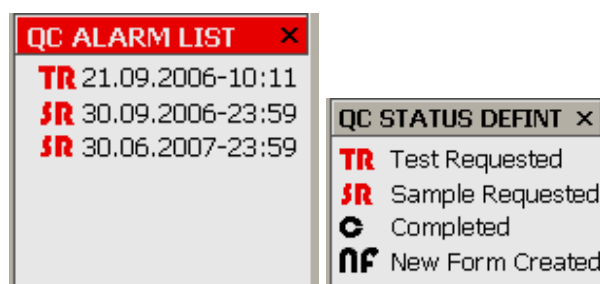 QC ALARM LIST ×
TR 21.09.2006-10:11
SR 30.09.2006-23:59
SR 30.06.2007-23:59
QC STATUS DEFINT ×
TR Test Requested
SR Sample Requested
C Completed
NF New Form Created